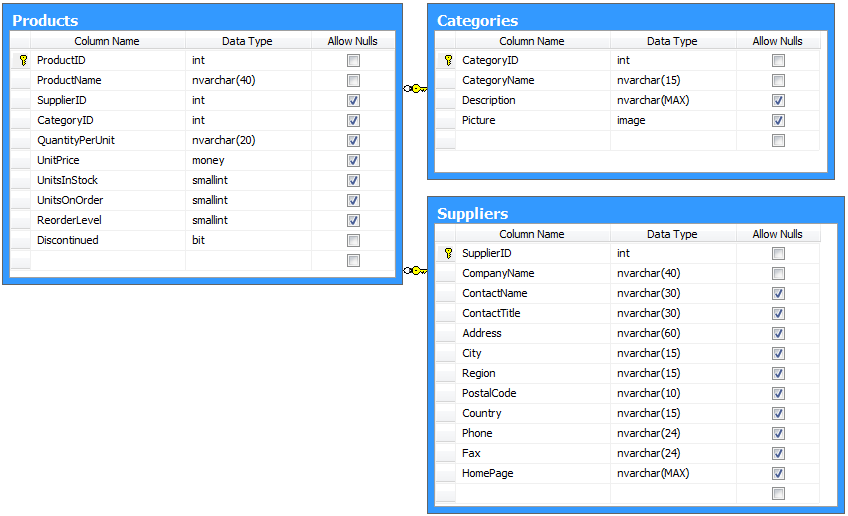 Products
Column Name Data Type Allow Nulls
ProductID int
ProductName nvarchar(40)
SupplierID int
CategoryID int
QuantityPerUnit nvarchar(20)
UnitPrice money
UnitsInStock smallint
UnitsOnOrder smallint
ReorderLevel smallint
Discontinued bit
Categories
Column Name Data Type Allow Nulls
CategoryID int
CategoryName nvarchar(15)
Description nvarchar(MAX)
Picture image
Suppliers
Column Name Data Type Allow Nulls
SupplierID int
CompanyName nvarchar(40)
ContactName nvarchar(30)
ContactTitle nvarchar(30)
Address nvarchar(60)
City nvarchar(15)
Region nvarchar(15)
PostalCode nvarchar(10)
Country nvarchar(15)
Phone nvarchar(24)
Fax nvarchar(24)
HomePage nvarchar(MAX)